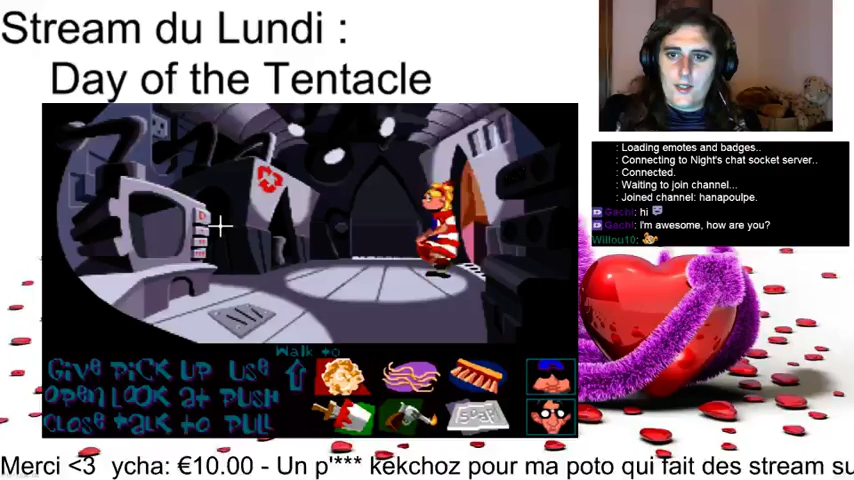 Stream du Lundi :
Day of the Tentacle
: Loading emotes and badges..
: Connecting to Night's chat socket server..
: Connected.
: Waiting to join channel...
: Joined channel: hanapoulpe.
Gachi: hi
Gachi: I'm awesome, how are you?
Willou10:
Walk to
Give Pick up Use
Open Look at Push
Close Talk to Pull
SOAP
Merci <3 ycha: €10.00 - Un p'*** kekchoz pour ma poto qui fait des stream su